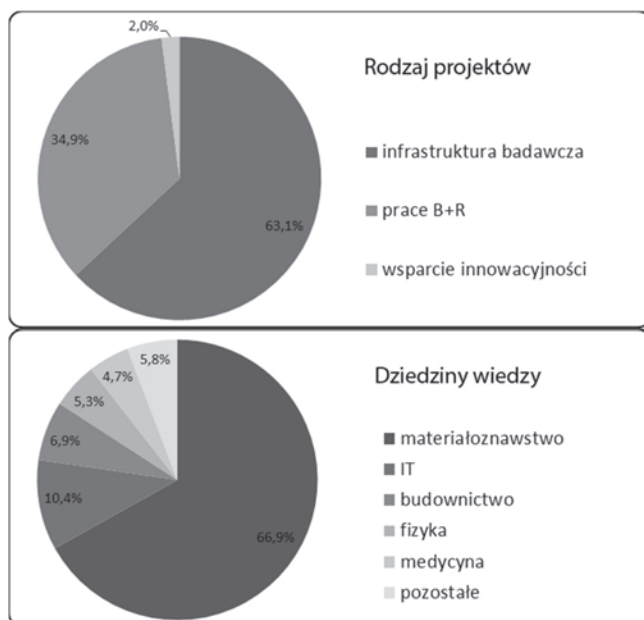 2,0%
Rodzaj projektów
34,9%
infrastruktura badawcza
prace B+R
63,1%
wsparcie innowacyjności
5,8%
4,7%
Dziedziny wiedzy
5,3%
6,9%
materiałoznawstwo
IT
10,4%
budownictwo
fizyka
66,9%
medycyna
pozostałe